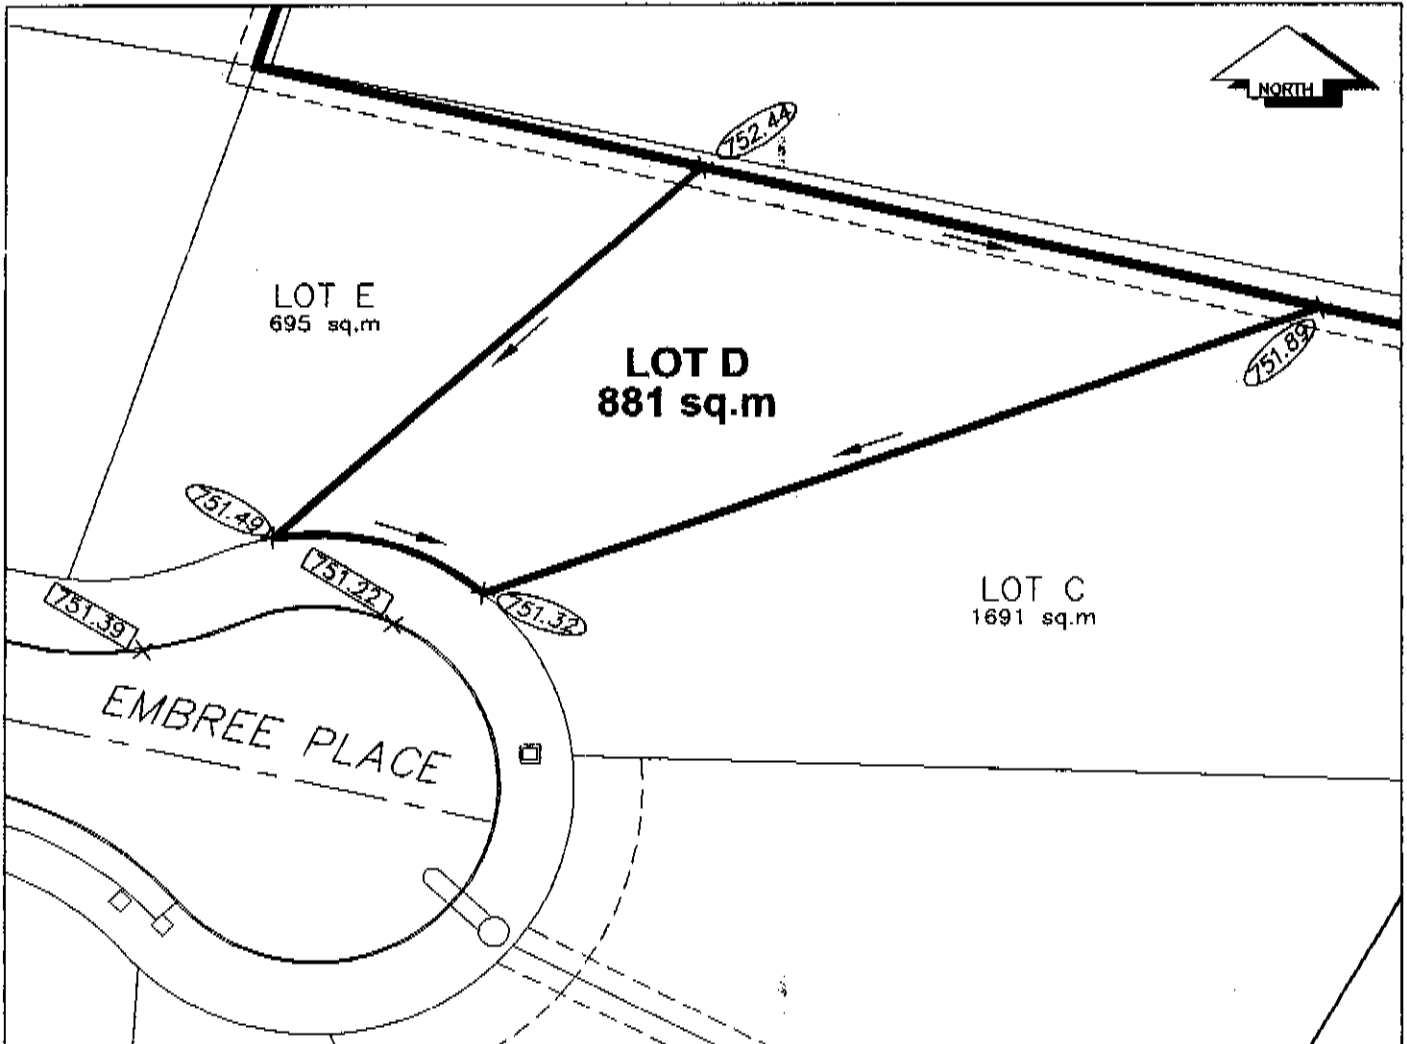 NORTH
752.44
LOT E
695 sq.m
751.89
LOT D
881 sq.m
751.49
751.22
751.39
751.32
LOT C
1691 sq.m
EMBREE PLACE